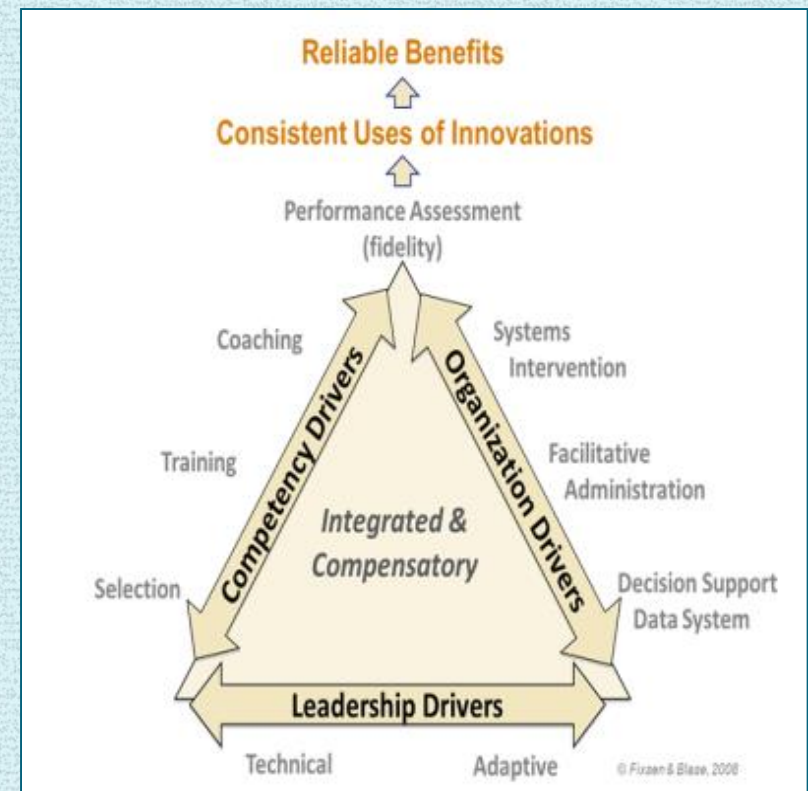 Reliable Benefits
Consistent Uses of Innovations
Performance Assessment
(fidelity)
Coaching
Training
Selection
Competency Drivers
Systems
Intervention
Facilitative
Administration
Decision Support
Data System
Organization Drivers
Integrated &
Compensatory
Leadership Drivers
Technical
Adaptive
© Fixsen & Blase, 2008